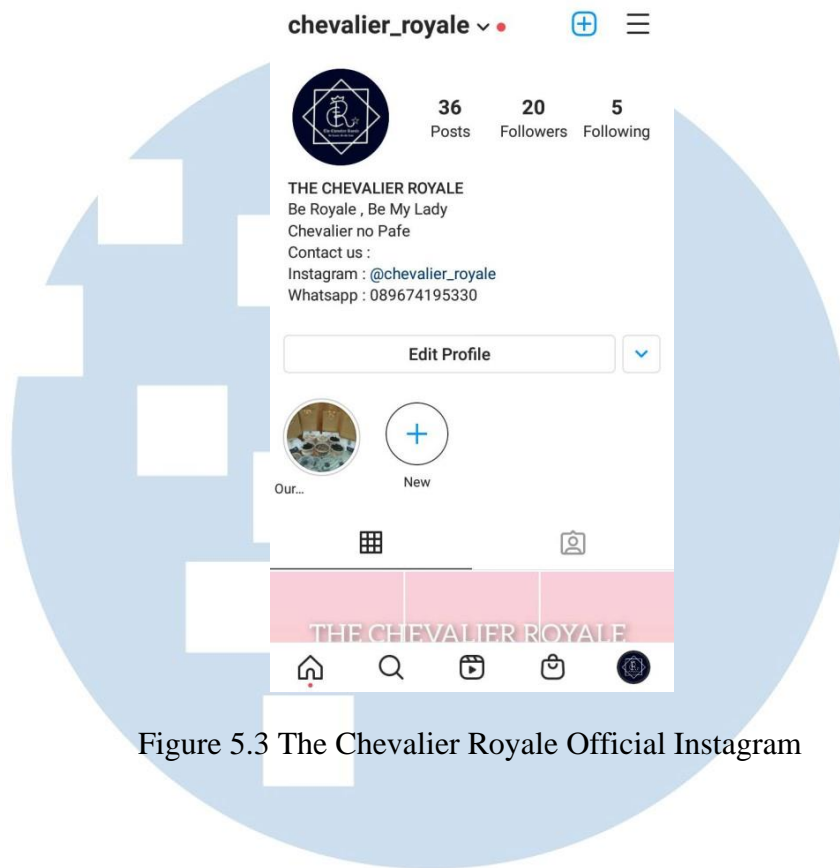 chevalier_royale
36 20 5
Posts Followers Following
THE CHEVALIER ROYALE
Be Royale , Be My Lady
Chevalier no Pafe
Contact us :
Instagram : @chevalier_royale
Whatsapp : 089674195330
Edit Profile
Our...
New
THE CHEVALIER ROYALE
Figure 5.3 The Chevalier Royale Official Instagram